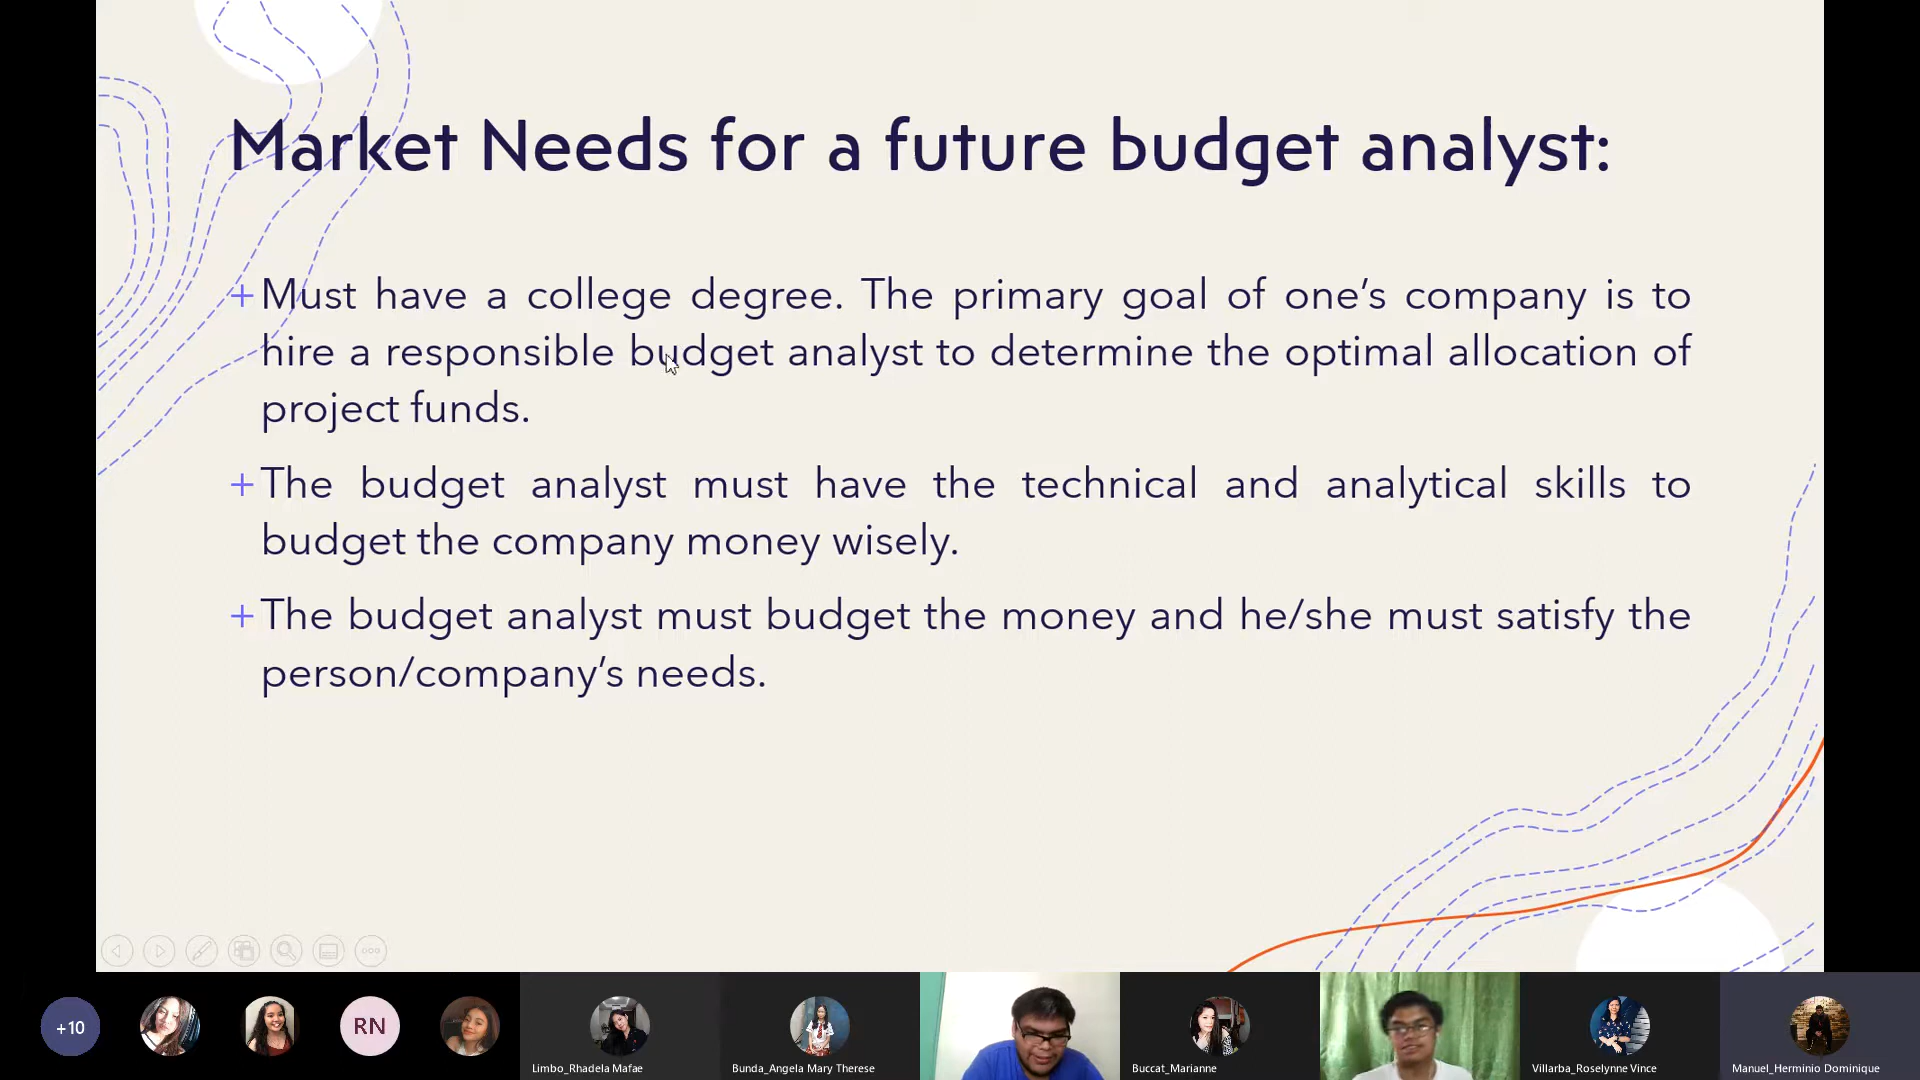 Market Needs for a future budget analyst:
+ Must have a college degree. The primary goal of one’s company is to
hire a responsible budget analyst to determine the optimal allocation of
project funds.
+ The budget analyst must have the technical and analytical skills to
budget the company money wisely.
+ The budget analyst must budget the money and he/she must satisfy the
person/company’s needs.
+10
RN
Limbo_Rhadela Mafae
Bunda_Angela Mary Therese
Buccat_Marianne
Villarba_Roselynne Vince
Manuel_Herminio Dominique